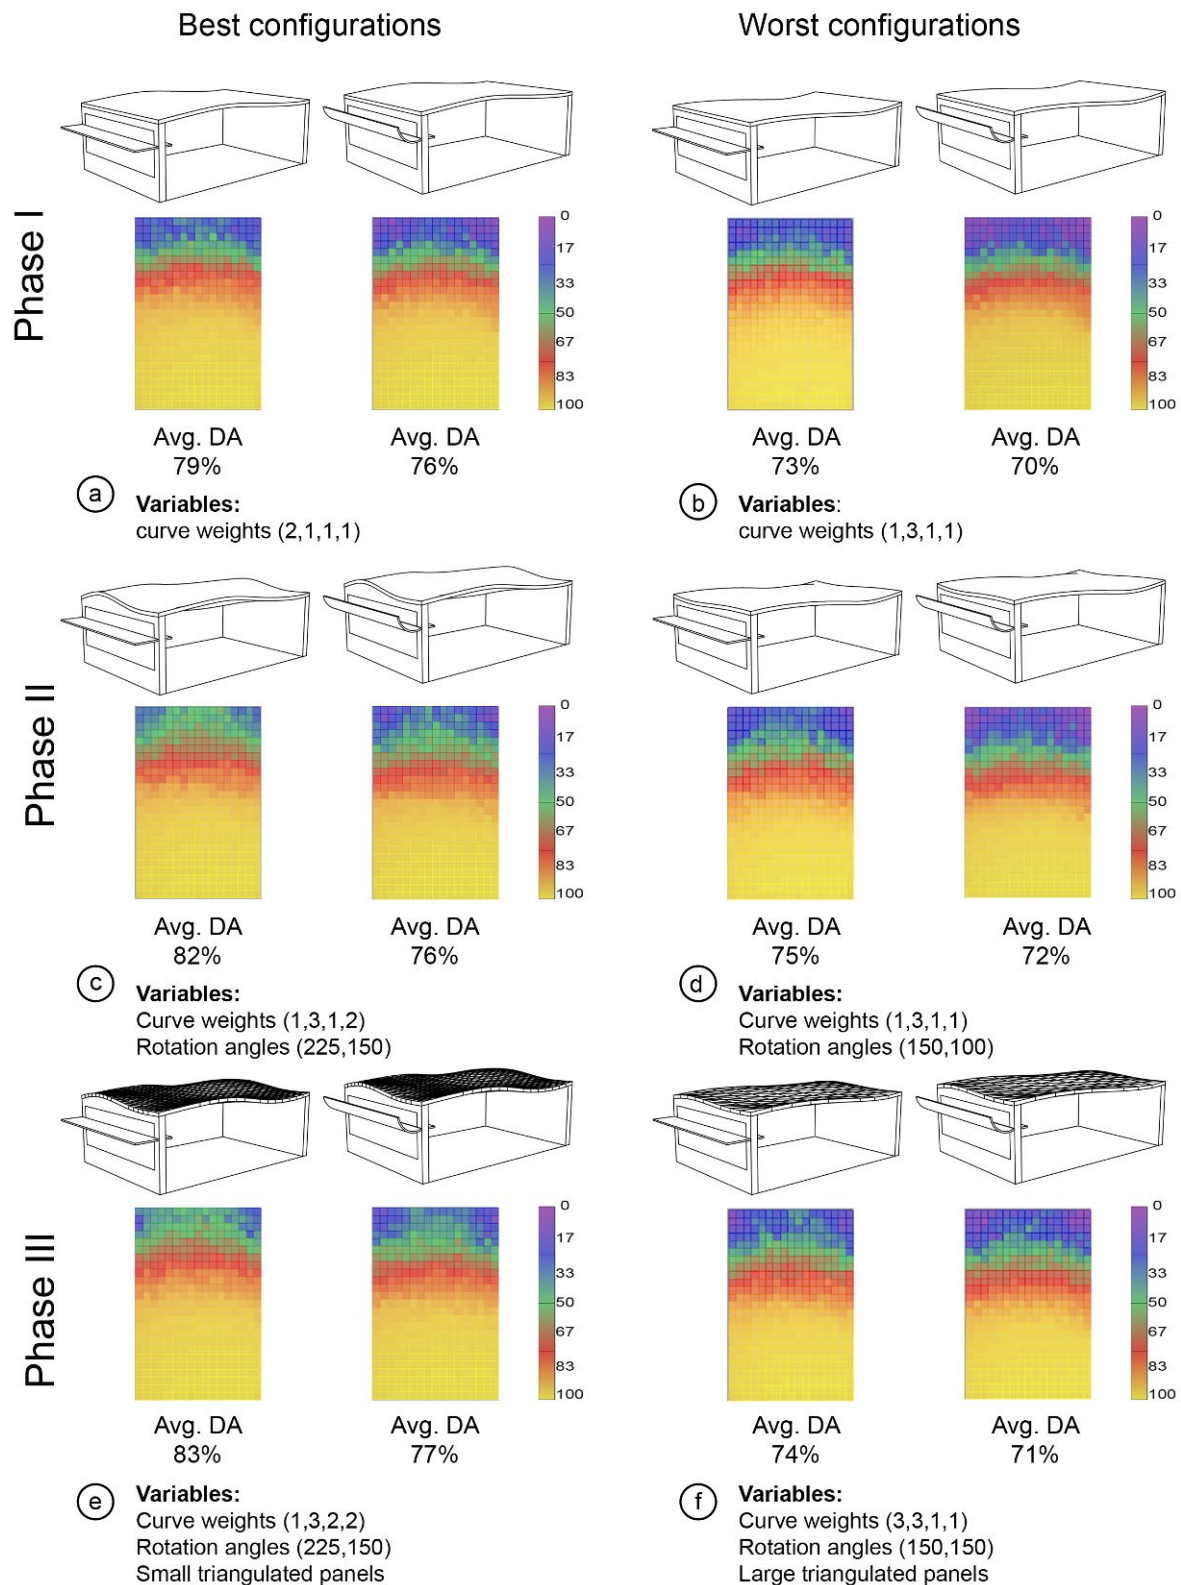 Best configurations
Worst configurations
Phase I
0
17
33
50
67
83
100
0
17
33
50
67
83
100
Avg. DA
79%
Avg. DA
76%
Avg. DA
73%
Avg. DA
70%
a
Variables:
curve weights (2,1,1,1)
b
Variables:
curve weights (1,3,1,1)
Phase II
0
17
33
50
67
83
100
0
17
33
50
67
83
100
Avg. DA
82%
Avg. DA
76%
Avg. DA
75%
Avg. DA
72%
c
Variables:
Curve weights (1,3,1,2)
Rotation angles (225,150)
d
Variables:
Curve weights (1,3,1,1)
Rotation angles (150,100)
Phase III
0
17
33
50
67
83
100
0
17
33
50
67
83
100
Avg. DA
83%
Avg. DA
77%
Avg. DA
74%
Avg. DA
71%
e
Variables:
Curve weights (1,3,2,2)
Rotation angles (225,150)
Small triangulated panels
f
Variables:
Curve weights (3,3,1,1)
Rotation angles (150,150)
Large triangulated panels